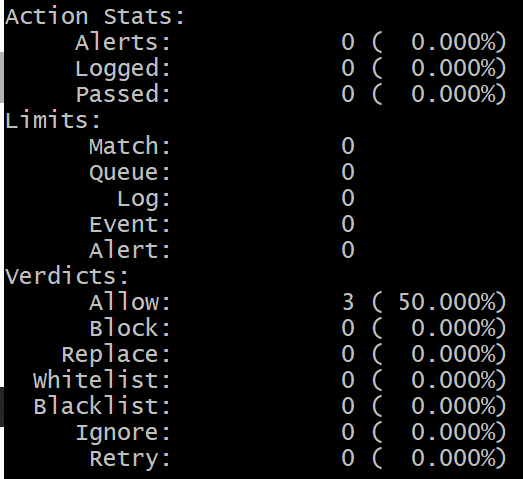 Action Stats:
     Alerts:            0 (  0.000%)
     Logged:            0 (  0.000%)
     Passed:            0 (  0.000%)
Limits:
      Match:            0
      Queue:            0
        Log:            0
      Event:            0
      Alert:            0
Verdicts:
      Allow:            3 ( 50.000%)
      Block:            0 (  0.000%)
    Replace:            0 (  0.000%)
  Whitelist:            0 (  0.000%)
  Blacklist:            0 (  0.000%)
     Ignore:            0 (  0.000%)
      Retry:            0 (  0.000%)